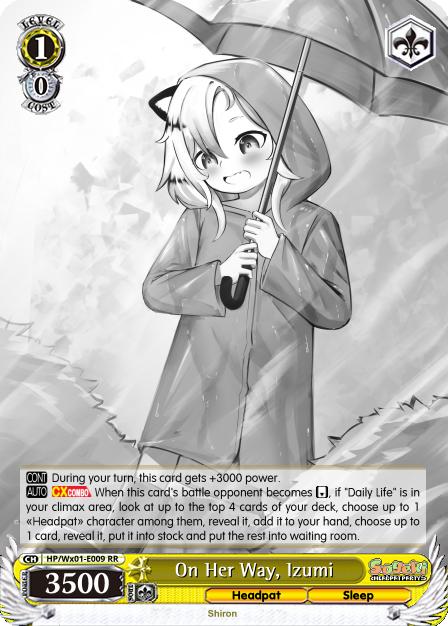 LEVEL
1
0
COST
CONT During your turn, this card gets +3000 power.
AUTO CXCOMBO When this card's battle opponent becomes [ ], if "Daily Life" is in
your climax area, look at up to the top 4 cards of your deck, choose up to 1
«Headpat» character among them, reveal it, add it to your hand, choose up to
1 card, reveal it, put it into stock and put the rest into waiting room.
CH HP/Wx01-E009 RR
POWER 3500 SOUL On Her Way, Izumi
Headpat Sleep
Shiron